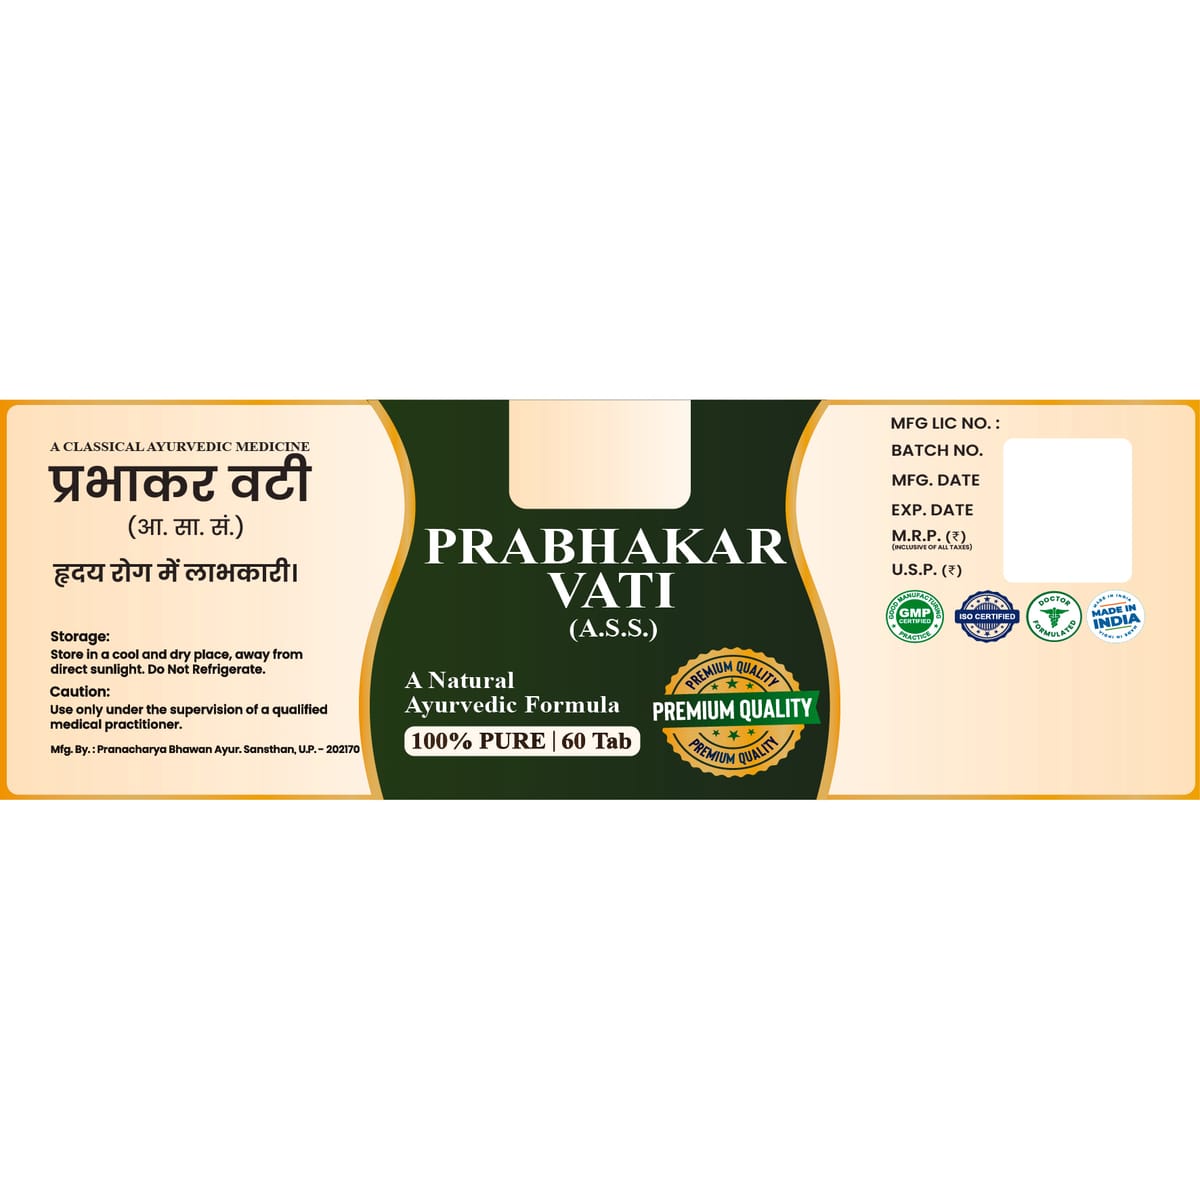 A CLASSICAL AYURVEDIC MEDICINE
प्रभाकर वटी
(आ. सा. सं.)
हृदय रोग में लाभकारी।
Storage:
Store in a cool and dry place, away from
direct sunlight. Do Not Refrigerate.
Caution:
Use only under the supervision of a qualified
medical practitioner.
Mfg. By. : Pranacharya Bhawan Ayur. Sansthan, U.P. - 202170
PRABHAKAR
VATI
(A.S.S.)
A Natural
Ayurvedic Formula
100% PURE | 60 Tab
PREMIUM QUALITY
PREMIUM QUALITY
PREMIUM QUALITY
MFG LIC NO. :
BATCH NO.
MFG. DATE
EXP. DATE
M.R.P. (₹)
(INCLUSIVE OF ALL TAXES)
U.S.P. (₹)
GOOD MANUFACTURING
GMP
CERTIFIED
PRACTICE
ISO CERTIFIED
DOCTOR
FORMULATED
MADE IN INDIA
MADE IN
INDIA